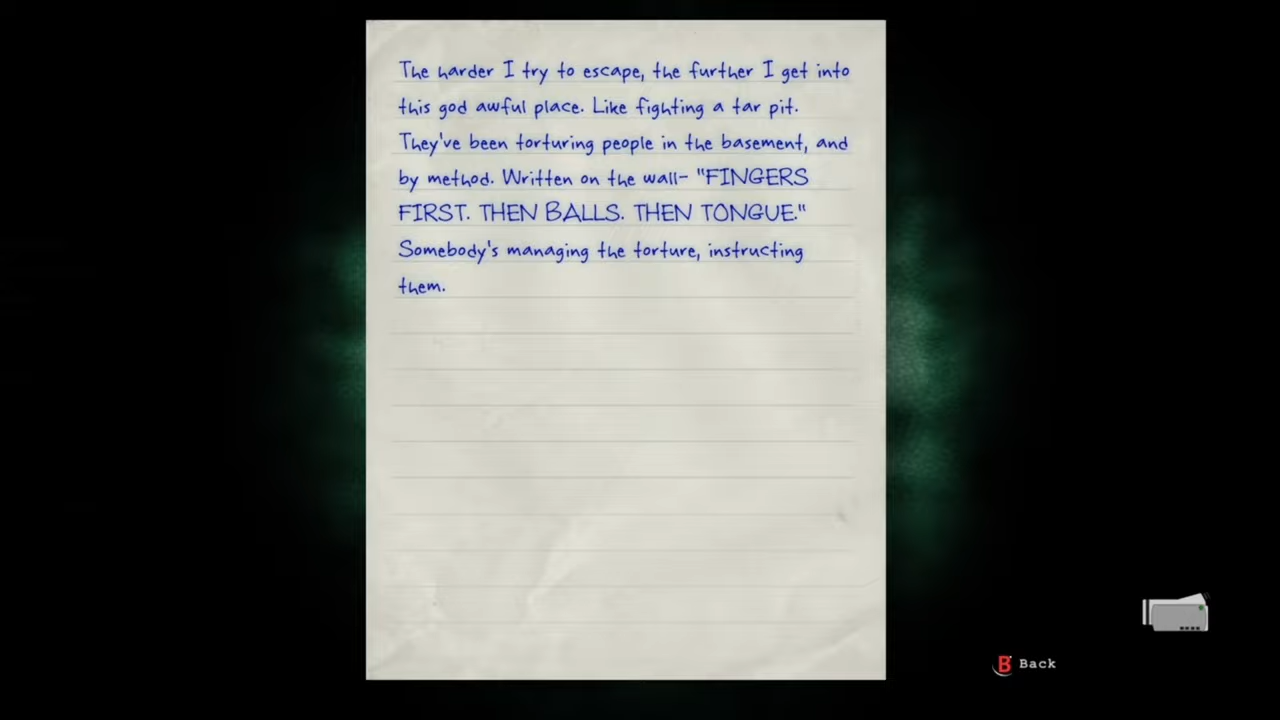 The harder I try to escape, the further I get into
this god awful place. Like fighting a tar pit.
They've been torturing people in the basement, and
by method. Written on the wall- "FINGERS
FIRST. THEN BALLS. THEN TONGUE."
Somebody's managing the torture, instructing
them.
B Back